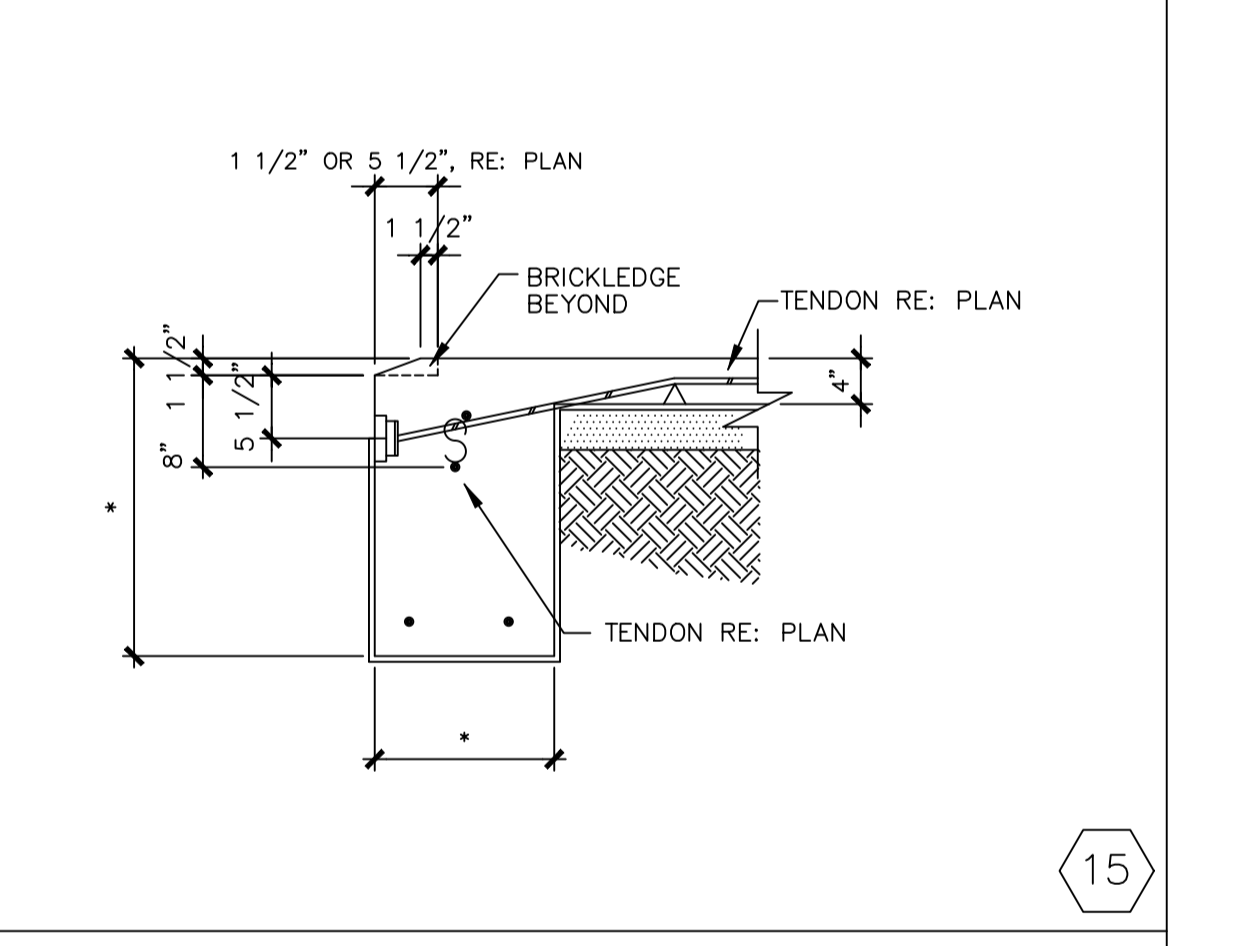 1 1/2” OR 5 1/2”, RE: PLAN
1 1/2”
BRICKLEDGE
BEYOND
TENDON RE: PLAN
1 1/2”
5 1/2”
8”
4”
*
TENDON RE: PLAN
*
15